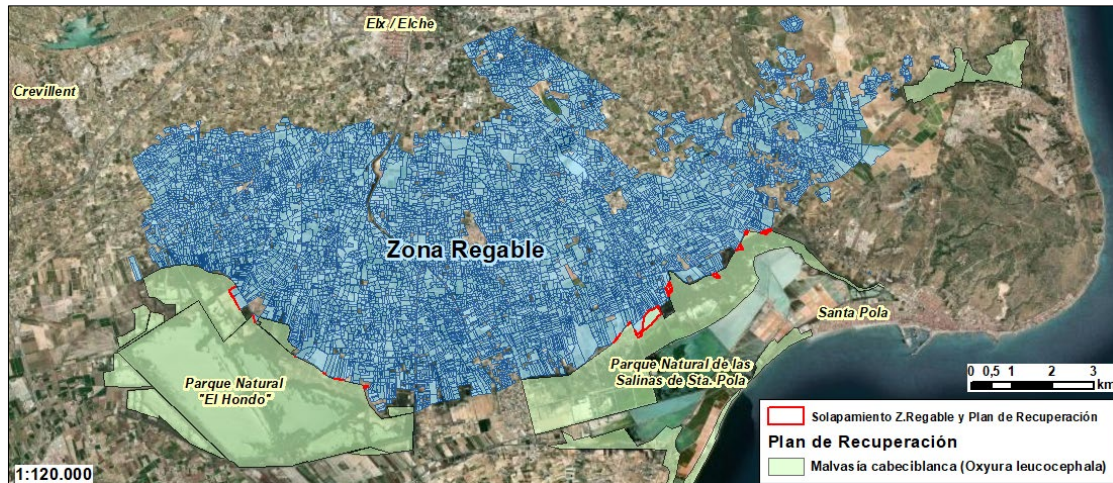 Elx / Elche
Crevillent
Zona Regable
Santa Pola
Parque Natural
"El Hondo"
Parque Natural de las
Salinas de Sta. Pola
0 0,5 1 2 3
km
Solapamiento Z.Regable y Plan de Recuperación
Plan de Recuperación
Malvasía cabeciblanca (Oxyura leucocephala)
1:120.000